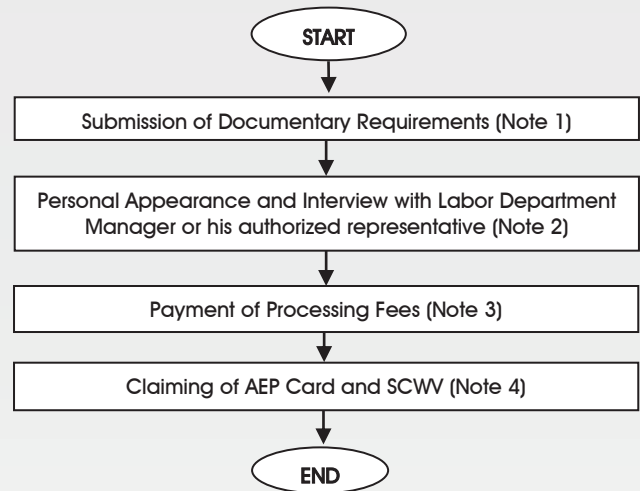 START
Submission of Documentary Requirements (Note 1)
Personal Appearance and Interview with Labor Department
Manager or his authorized representative (Note 2)
Payment of Processing Fees (Note 3)
Claiming of AEP Card and SCWV (Note 4)
END